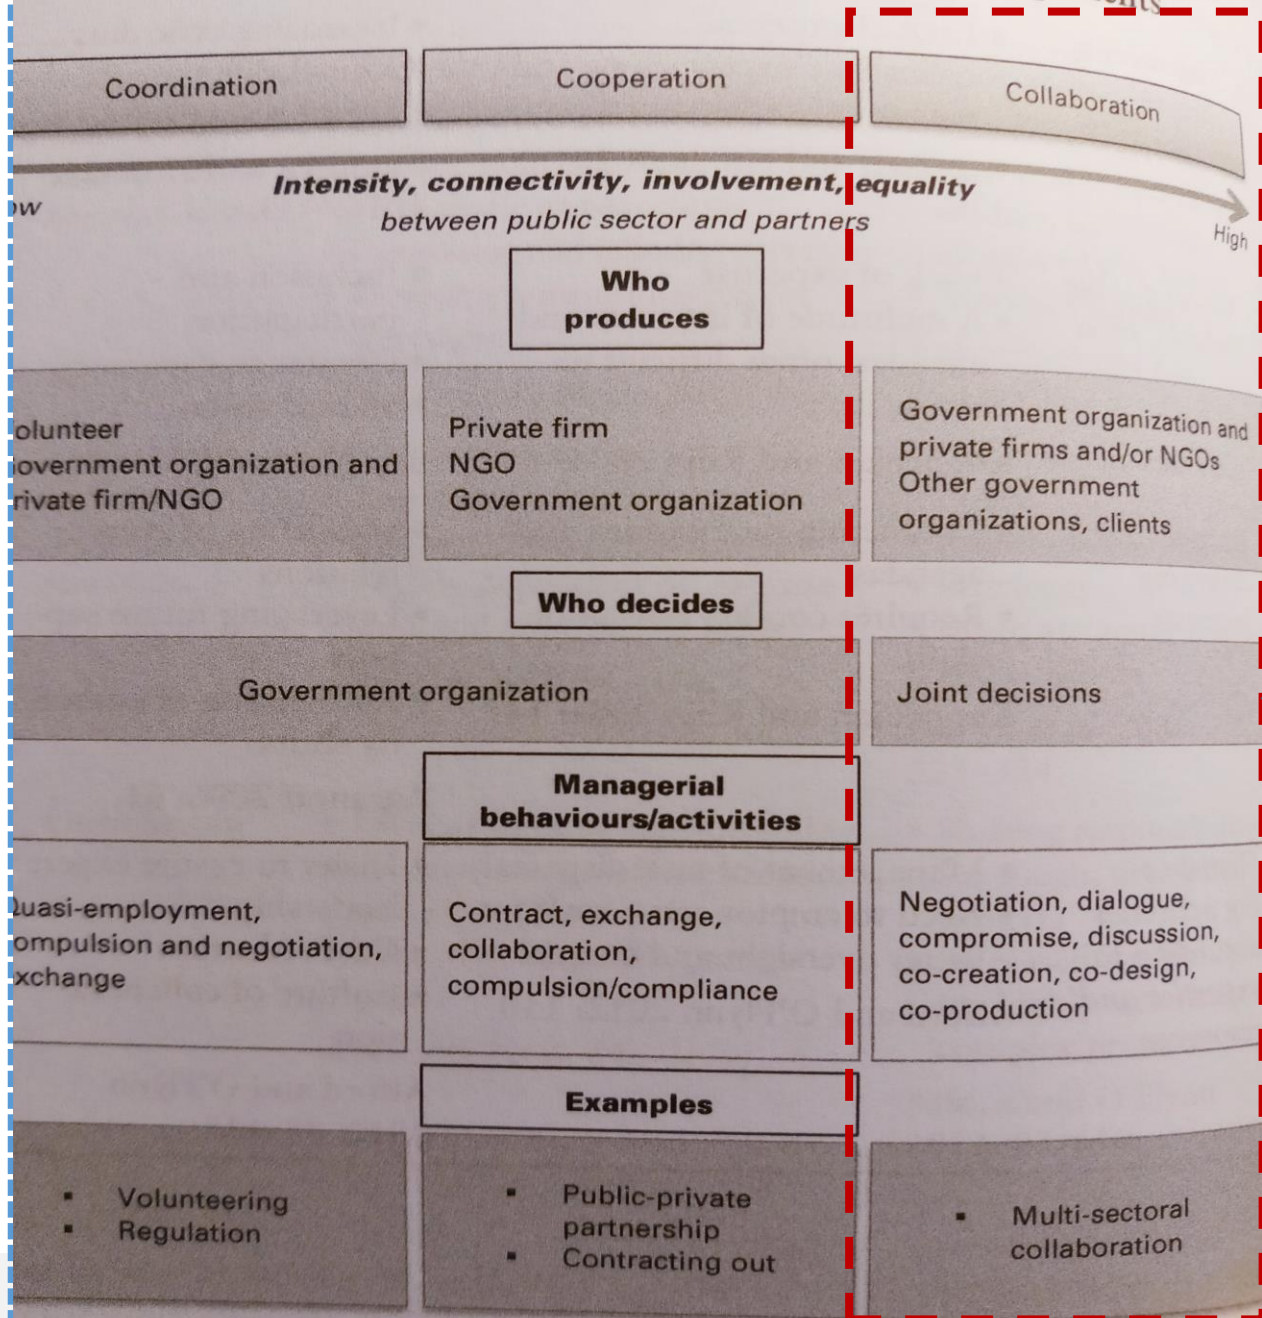 Coordination
Cooperation
Collaboration
Intensity, connectivity, involvement, equality
between public sector and partners
High
Who
produces
olunteer
overnment organization and
rivate firm/NGO
Private firm
NGO
Government organization
Government organization and
private firms and/or NGOs
Other government
organizations, clients
Who decides
Government organization
Joint decisions
Managerial
behaviours/activities
uasi-employment,
ompulsion and negotiation,
xchange
Contract, exchange,
collaboration,
compulsion/compliance
Negotiation, dialogue,
compromise, discussion,
co-creation, co-design,
co-production
Examples
▪ Volunteering
▪ Regulation
▪ Public-private
partnership
▪ Contracting out
▪ Multi-sectoral
collaboration